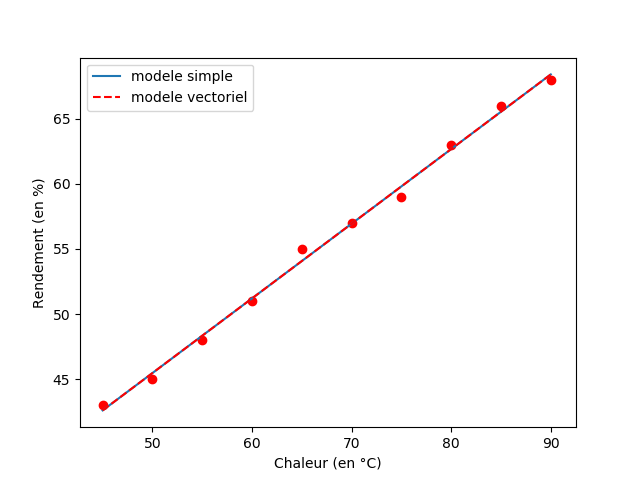 modele simple
modele vectoriel
65
60
55
50
45
Rendement (en %)
50
60
70
80
90
Chaleur (en °C)